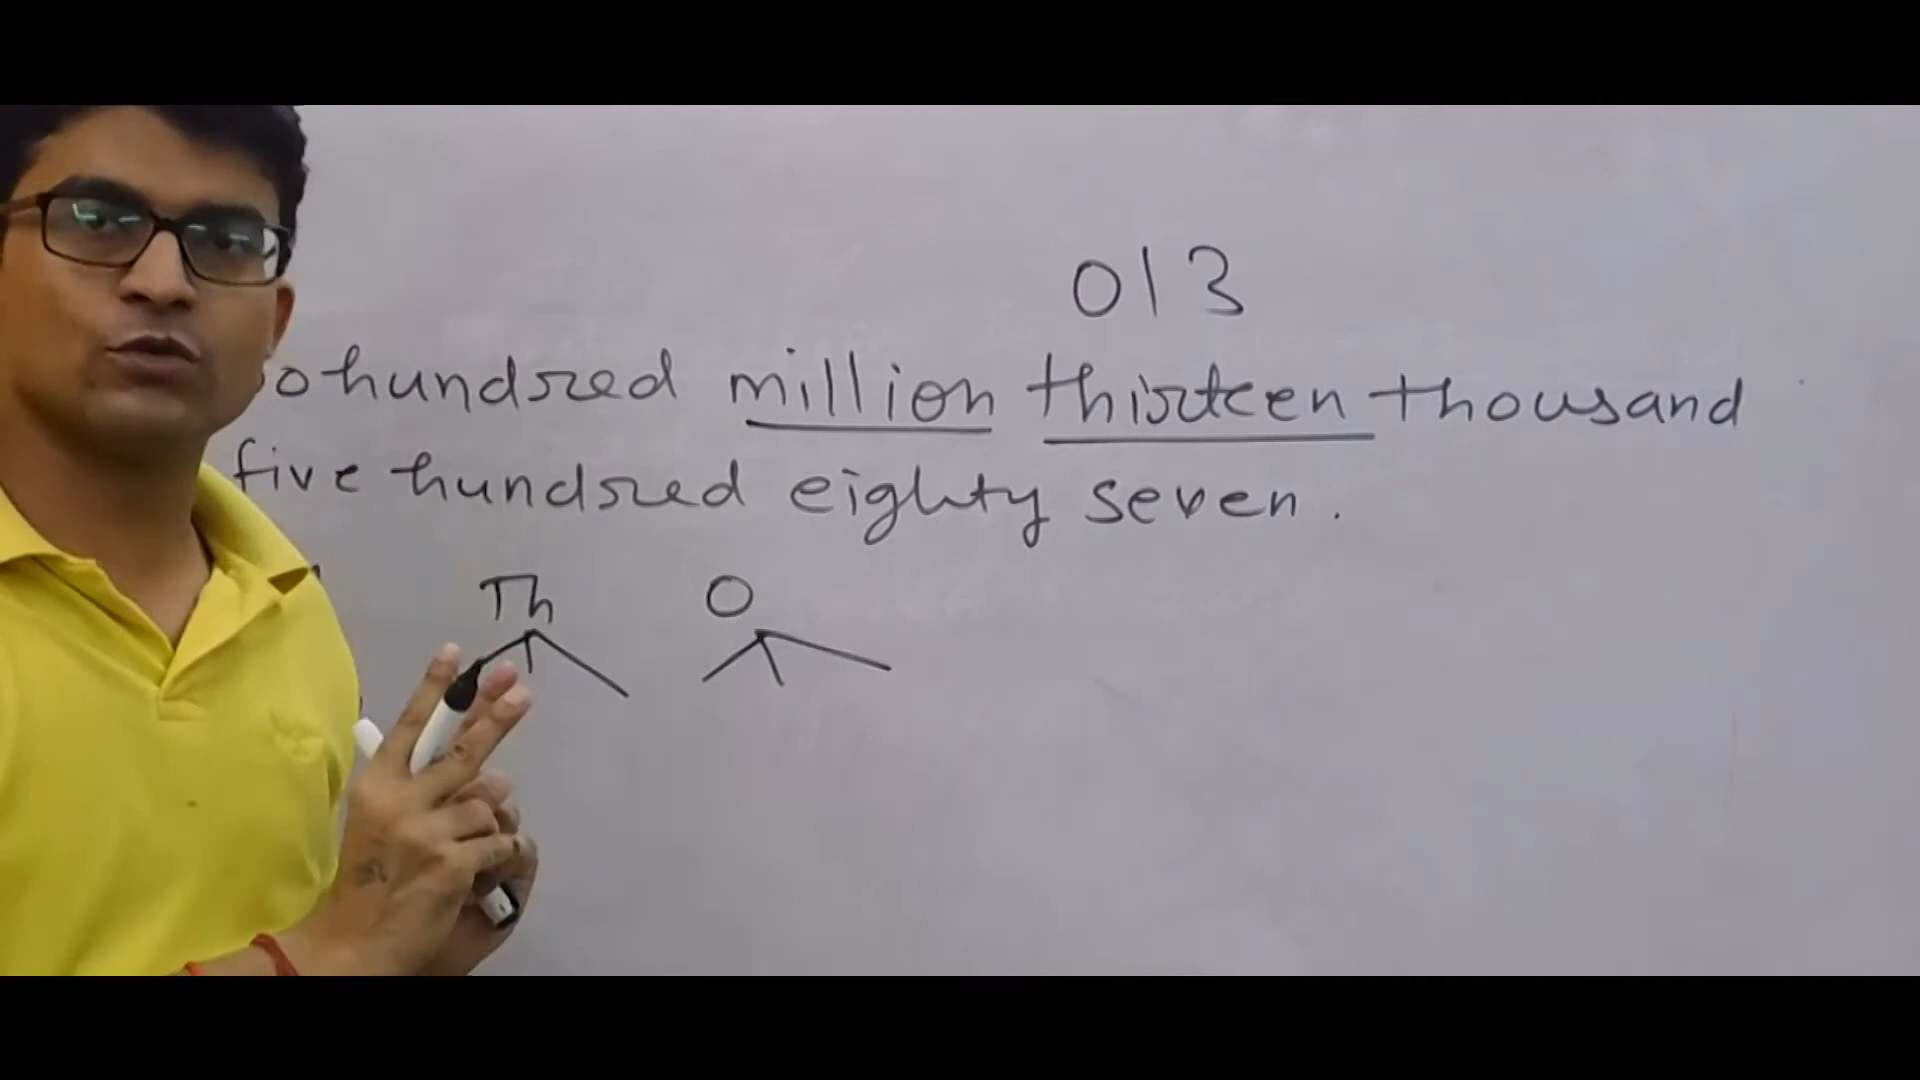 013
hundred million thirteen thousand
five hundred eighty seven.
Th O